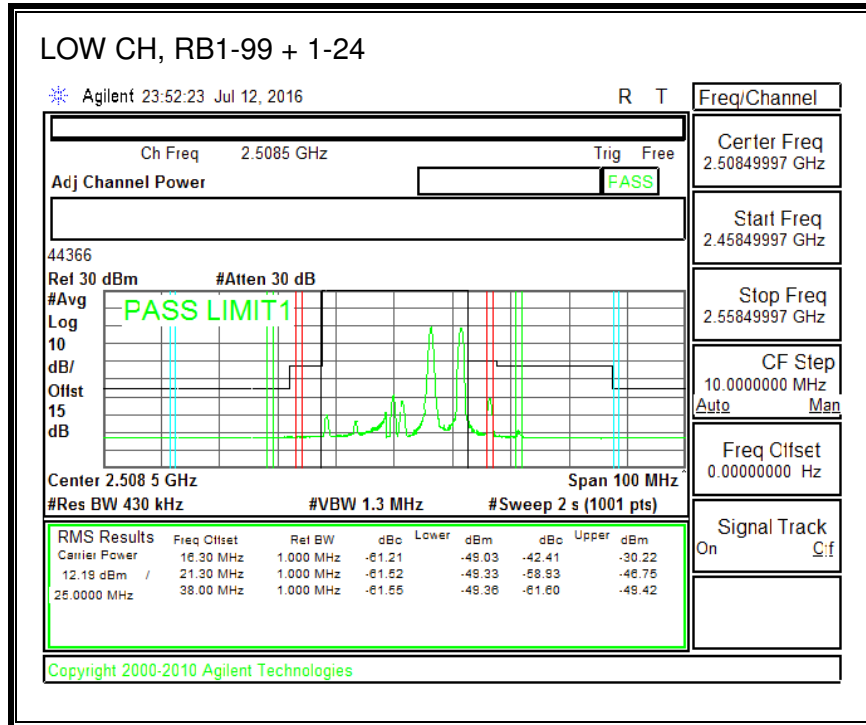 LOW CH, RB1-99 + 1-24
Agilent 23:52:23 Jul 12, 2016 R T
Freq/Channel
Ch Freq 2.5085 GHz Trig Free
Adj Channel Power PASS
Center Freq
2.50849997 GHz
Start Freq
2.45849997 GHz
Stop Freq
2.55849997 GHz
CF Step
10.0000000 MHz
Auto Man
Freq Offset
0.00000000 Hz
Signal Track
On Off
44366
Ref 30 dBm #Atten 30 dB
#Avg
Log
10
dB/
Offst
15
dB
PASS LIMIT1
Center 2.508 5 GHz Span 100 MHz
#Res BW 430 kHz #VBW 1.3 MHz #Sweep 2 s (1001 pts)
RMS Results Freq Offset Ref BW dBc Lower dBm dBc Upper dBm
Carrier Power 16.30 MHz 1.000 MHz -61.21 -49.03 -42.41 -30.22
12.19 dBm / 21.30 MHz 1.000 MHz -61.52 -49.33 -58.93 -46.75
25.0000 MHz 38.00 MHz 1.000 MHz -61.55 -49.36 -61.60 -49.42
Copyright 2000-2010 Agilent Technologies